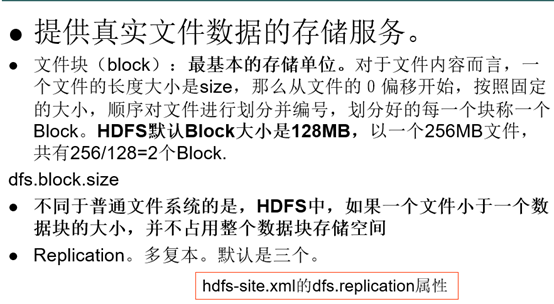 ● 提供真实文件数据的存储服务。
● 文件块（block）：最基本的存储单位。对于文件内容而言，一
个文件的长度大小是size，那么从文件的０偏移开始，按照固定
的大小，顺序对文件进行划分并编号，划分好的每一个块称一个
Block。HDFS默认Block大小是128MB，以一个256MB文件，
共有256/128=2个Block.
dfs.block.size
● 不同于普通文件系统的是，HDFS中，如果一个文件小于一个数
据块的大小，并不占用整个数据块存储空间
● Replication。多复本。默认是三个。
hdfs-site.xml的dfs.replication属性